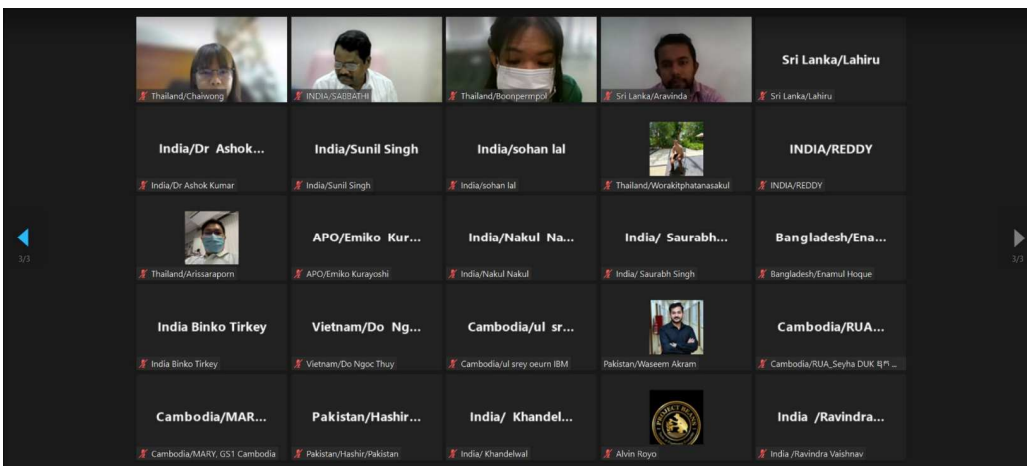 Thailand/Chaiwong
INDIA/SABBATHI
Thailand/Boonpermpol
Sri Lanka/Aravinda
Sri Lanka/Lahiru
Sri Lanka/Lahiru
India/Dr Ashok...
India/Sunil Singh
India/sohan lal
INDIA/REDDY
India/Dr Ashok Kumar
India/Sunil Singh
India/sohan lal
Thailand/Worakitphatanasakul
INDIA/REDDY
3/3
3/3
APO/Emiko Kur...
India/Nakul Na...
India/ Saurabh...
Bangladesh/Ena...
Thailand/Arissaraporn
APO/Emiko Kurayoshi
India/Nakul Nakul
India/ Saurabh Singh
Bangladesh/Enamul Hoque
India Binko Tirkey
Vietnam/Do Ng...
Cambodia/ul sr...
Cambodia/RUA...
India Binko Tirkey
Vietnam/Do Ngoc Thuy
Cambodia/ul srey oeurn IBM
Pakistan/Waseem Akram
Cambodia/RUA_Seyha DUK
Cambodia/MAR...
Pakistan/Hashir...
India/ Khandel...
PROJECT REANS
India /Ravindra...
Cambodia/MARY, GS1 Cambodia
Pakistan/Hashir/Pakistan
India/ Khandelwal
Alvin Royo
India /Ravindra Vaishnav